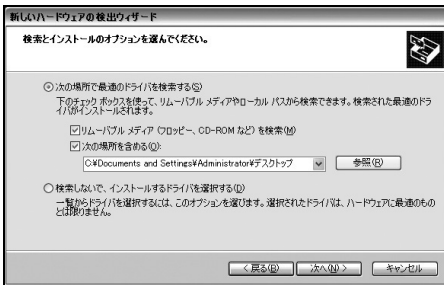 新しいハードウェアの検出ウィザード
検索とインストールのオプションを選んでください。
次の場所で最適のドライバを検索する(S)
下のチェック ボックスを使って、リムーバブル メディアやローカル パスから検索できます。検索された最適のドラ
イバがインストールされます。
リムーバブル メディア (フロッピー、CD-ROM など) を検索(M)
次の場所を含める(O):
C:¥Documents and Settings¥Administrator¥デスクトップ
参照(R)
検索しないで、インストールするドライバを選択する(D)
一覧からドライバを選択するには、このオプションを選びます。選択されたドライバは、ハードウェアに最適のもの
とは限りません。
< 戻る(B) 次へ(N) > キャンセル